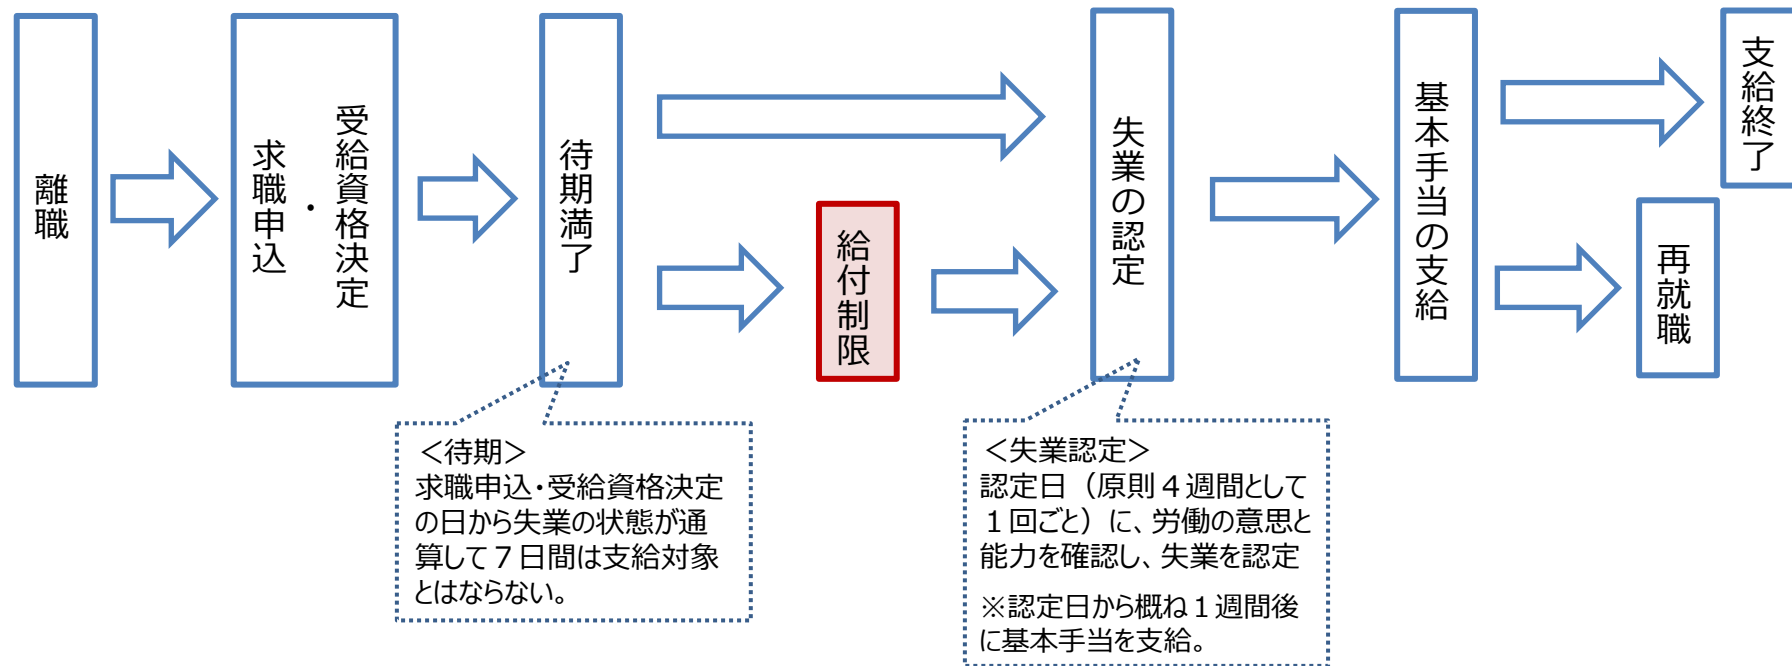 離職
受給資格決定
・
求職申込
待期満了
給付制限
失業の認定
基本手当の支給
支給終了
再就職
＜待期＞
求職申込・受給資格決定
の日から失業の状態が通
算して７日間は支給対象
とはならない。
＜失業認定＞
認定日（原則４週間として
１回ごと）に、労働の意思と
能力を確認し、失業を認定
※認定日から概ね１週間後
に基本手当を支給。